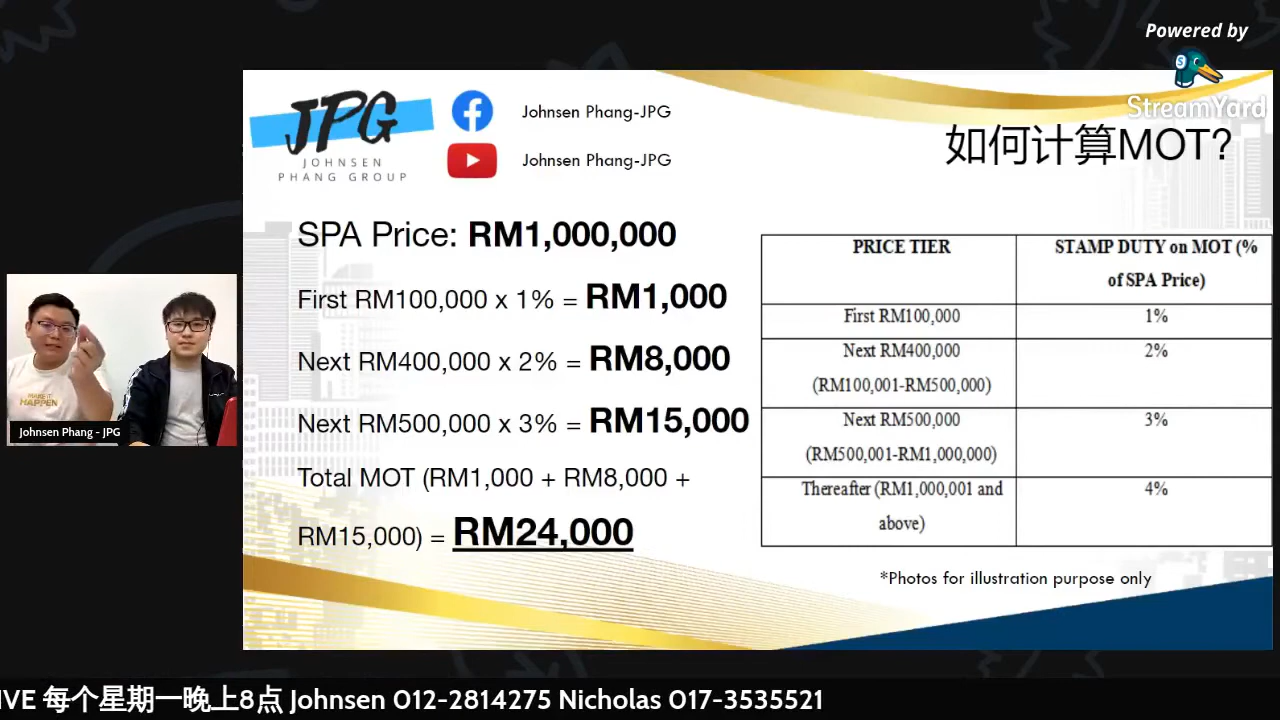 Powered by
StreamYard
JPG
JOHNSEN
PHANG GROUP
Johnsen Phang-JPG
Johnsen Phang-JPG
如何计算MOT?
SPA Price: RM1,000,000
First RM100,000 x 1% = RM1,000
Next RM400,000 x 2% = RM8,000
Next RM500,000 x 3% = RM15,000
Total MOT (RM1,000 + RM8,000 +
RM15,000) = RM24,000
PRICE TIER
STAMP DUTY on MOT (%
of SPA Price)
First RM100,000
1%
Next RM400,000
(RM100,001-RM500,000)
2%
Next RM500,000
(RM500,001-RM1,000,000)
3%
Thereafter (RM1,000,001 and
above)
4%
*Photos for illustration purpose only
MAKE IT
HAPPEN
Johnsen Phang - JPG
IVE 每个星期一晚上8点 Johnsen 012-2814275 Nicholas 017-3535521